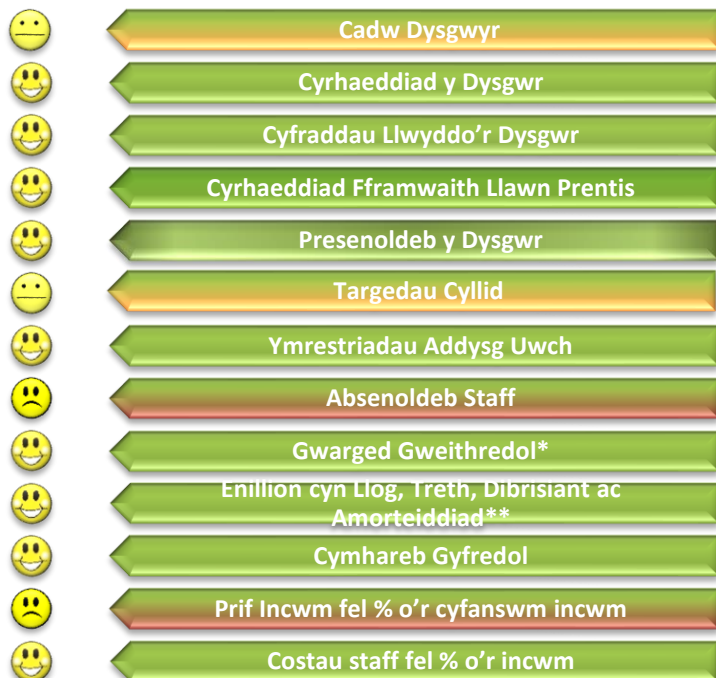 Cadw Dysgwyr
Cyrhaeddiad y Dysgwr
Cyfraddau Llwyddo’r Dysgwr
Cyrhaeddiad Fframwaith Llawn Prentis
Presenoldeb y Dysgwr
Targedau Cyllid
Ymrestriadau Addysg Uwch
Absenoldeb Staff
Gwarged Gweithredol*
Enillion cyn Llog, Treth, Dibrisiant ac
Amorteiddiad**
Cymhareb Gyfredol
Prif Incwm fel % o’r cyfanswm incwm
Costau staff fel % o’r incwm